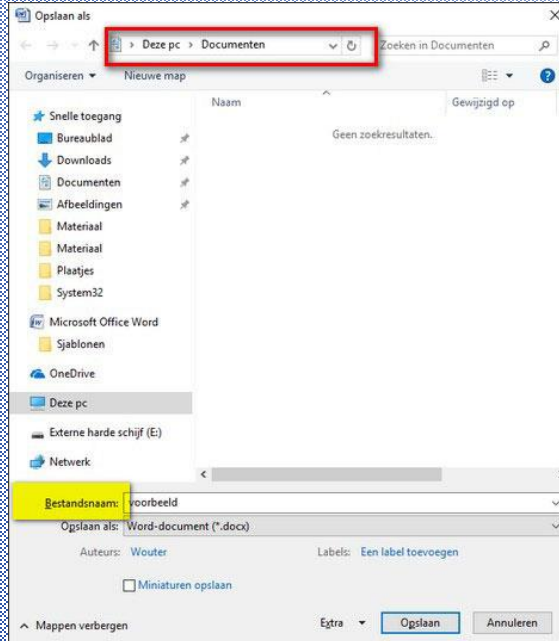 Opslaan als
Deze pc > Documenten
Zoeken in Documenten
Organiseren
Nieuwe map
Naam
Gewijzigd op
Geen zoekresultaten.
Snelle toegang
Bureaublad
Downloads
Documenten
Afbeeldingen
Materiaal
Materiaal
Plaatjes
System32
Microsoft Office Word
Sjablonen
OneDrive
Deze pc
Externe harde schijf (E:)
Netwerk
Bestandsnaam: voorbeeld
Opslaan als: Word-document (*.docx)
Auteurs: Wouter
Labels: Een label toevoegen
Miniaturen opslaan
Mappen verbergen
Extra
Opslaan
Annuleren